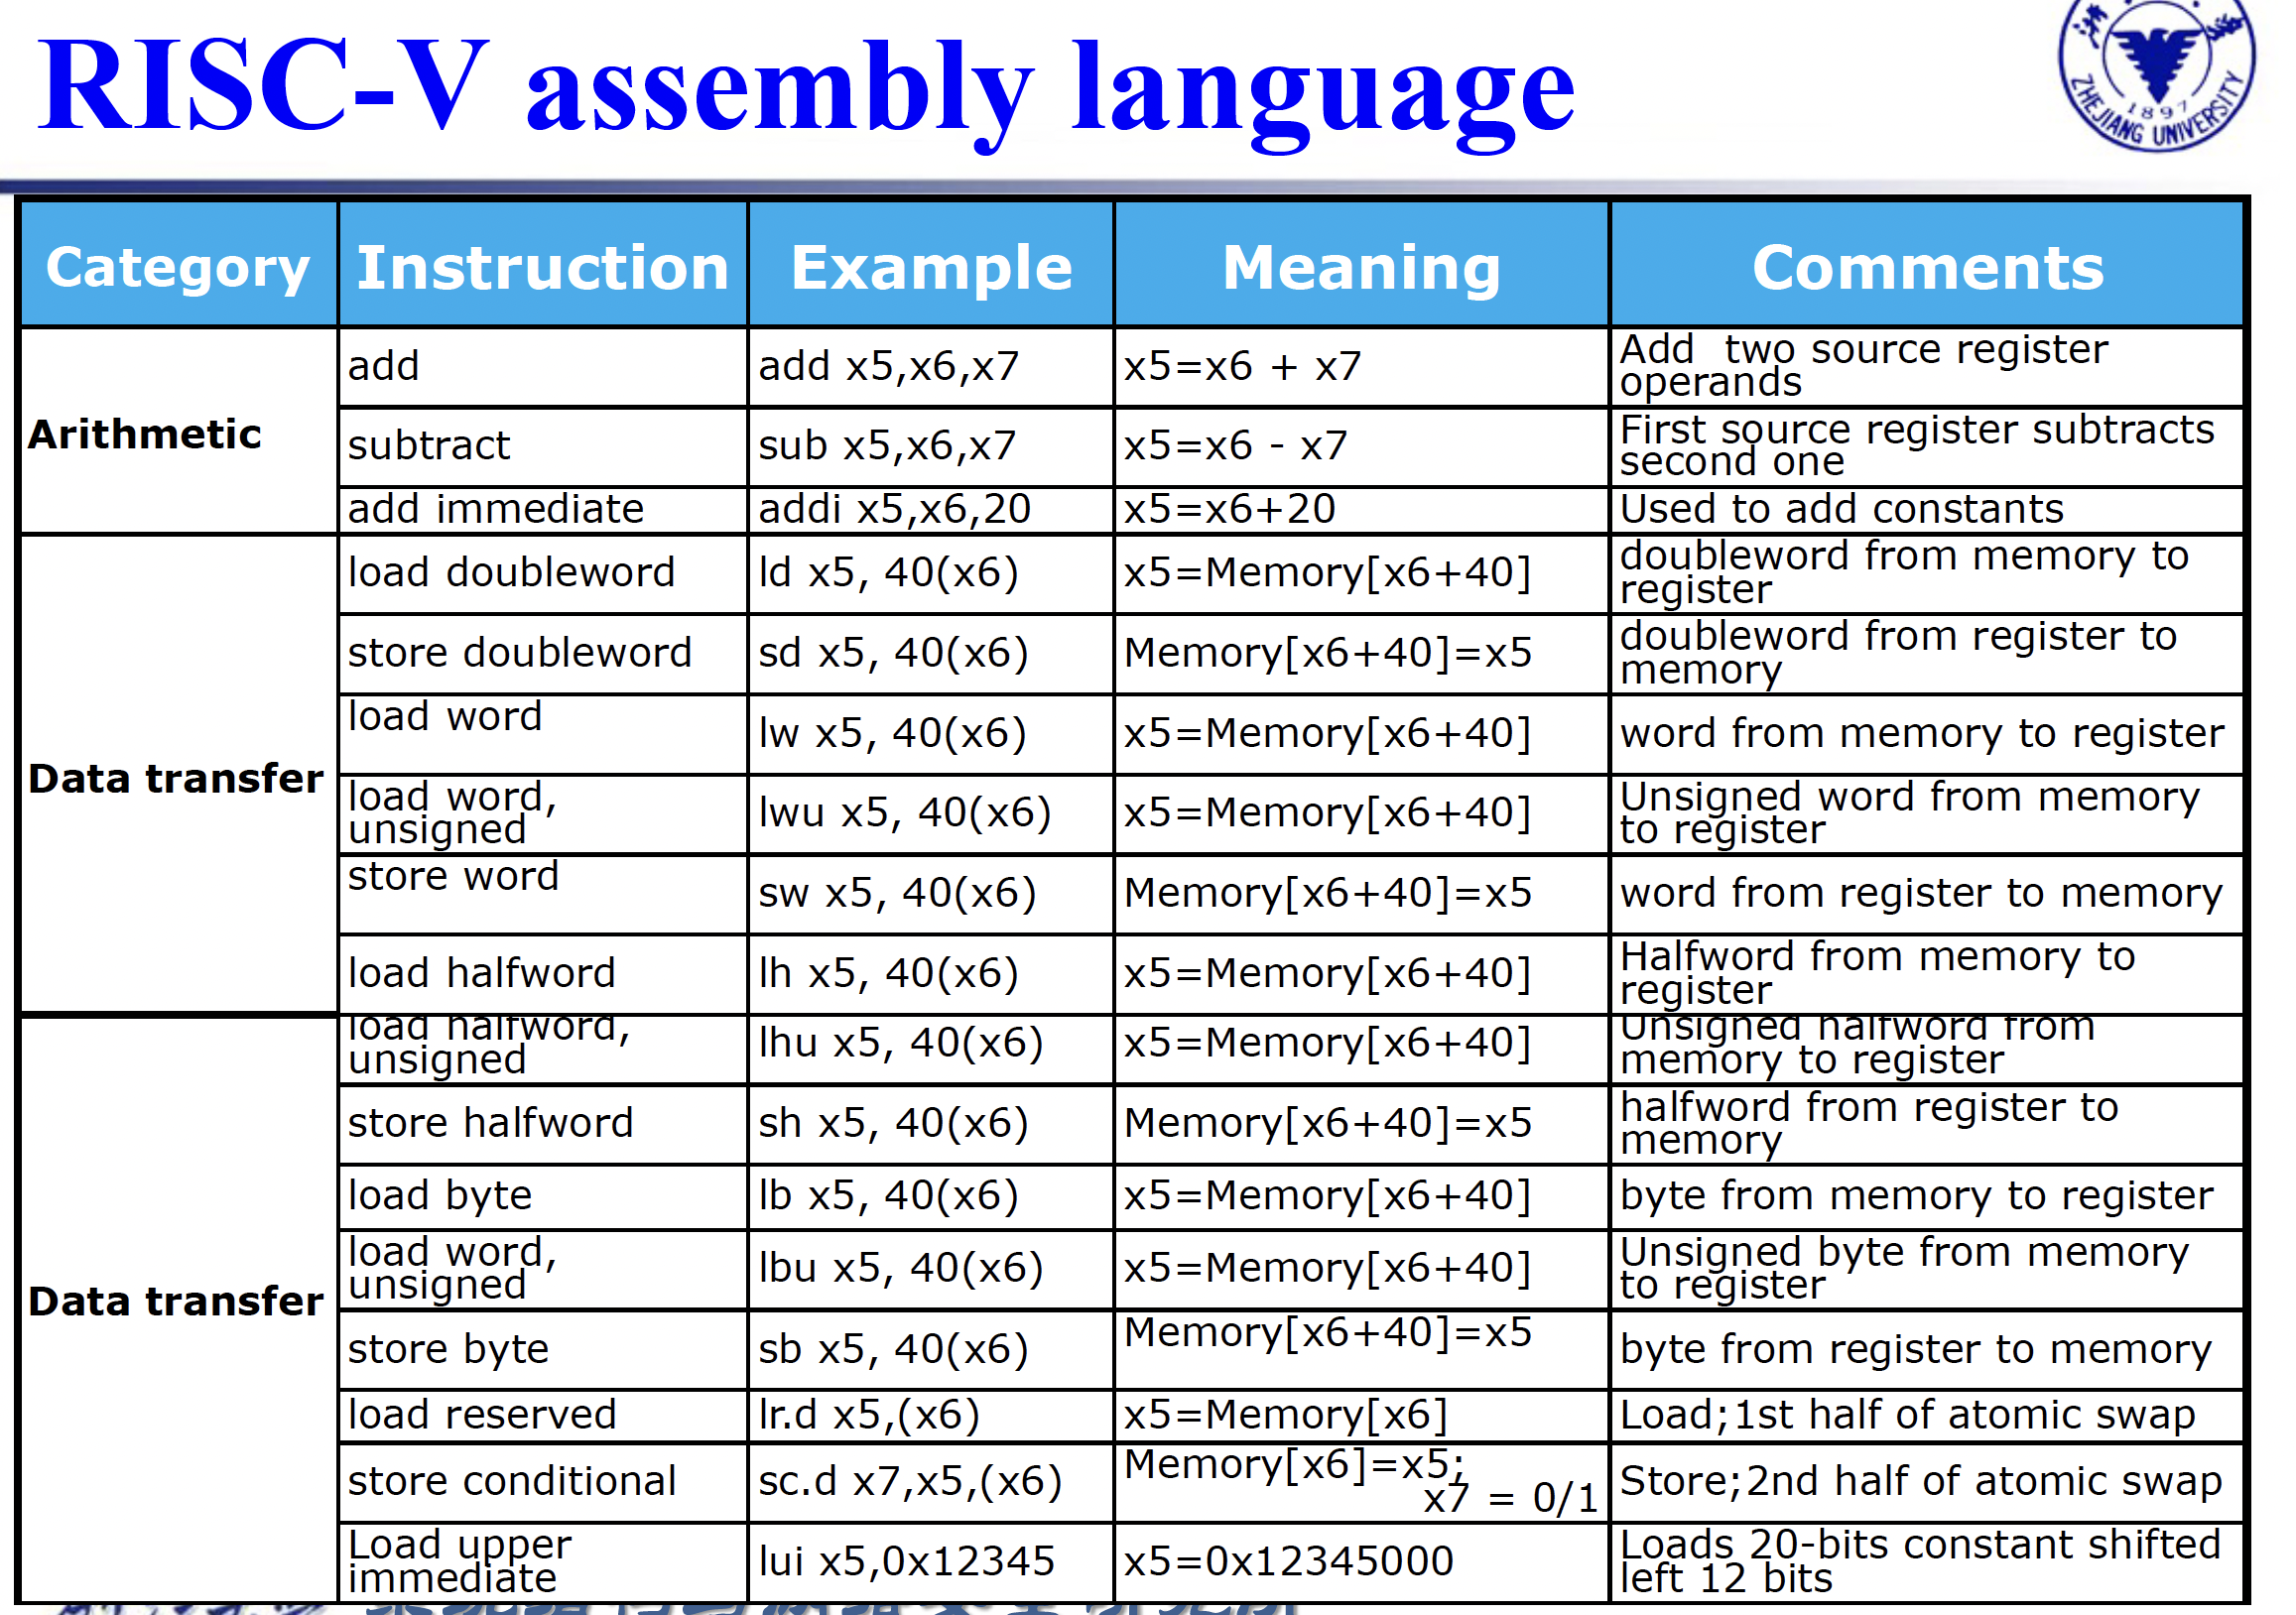 RISC-V assembly language
ZHEJIANG UNIVERSITY
1897
Category Instruction Example Meaning Comments
Arithmetic
add
add x5,x6,x7
x5=x6 + x7
Add two source register
operands
subtract
sub x5,x6,x7
x5=x6 - x7
First source register subtracts
second one
add immediate
addi x5,x6,20
x5=x6+20
Used to add constants
Data transfer
load doubleword
ld x5, 40(x6)
x5=Memory[x6+40]
doubleword from memory to
register
store doubleword
sd x5, 40(x6)
Memory[x6+40]=x5
doubleword from register to
memory
load word
lw x5, 40(x6)
x5=Memory[x6+40]
word from memory to register
load word,
unsigned
lwu x5, 40(x6)
x5=Memory[x6+40]
Unsigned word from memory
to register
store word
sw x5, 40(x6)
Memory[x6+40]=x5
word from register to memory
load halfword
lh x5, 40(x6)
x5=Memory[x6+40]
Halfword from memory to
register
Data transfer
load halfword,
unsigned
lhu x5, 40(x6)
x5=Memory[x6+40]
Unsigned halfword from
memory to register
store halfword
sh x5, 40(x6)
Memory[x6+40]=x5
halfword from register to
memory
load byte
lb x5, 40(x6)
x5=Memory[x6+40]
byte from memory to register
load word,
unsigned
lbu x5, 40(x6)
x5=Memory[x6+40]
Unsigned byte from memory
to register
store byte
sb x5, 40(x6)
Memory[x6+40]=x5
byte from register to memory
load reserved
lr.d x5,(x6)
x5=Memory[x6]
Load;1st half of atomic swap
store conditional
sc.d x7,x5,(x6)
Memory[x6]=x5;
x7 = 0/1
Store;2nd half of atomic swap
Load upper
immediate
lui x5,0x12345
x5=0x12345000
Loads 20-bits constant shifted
left 12 bits